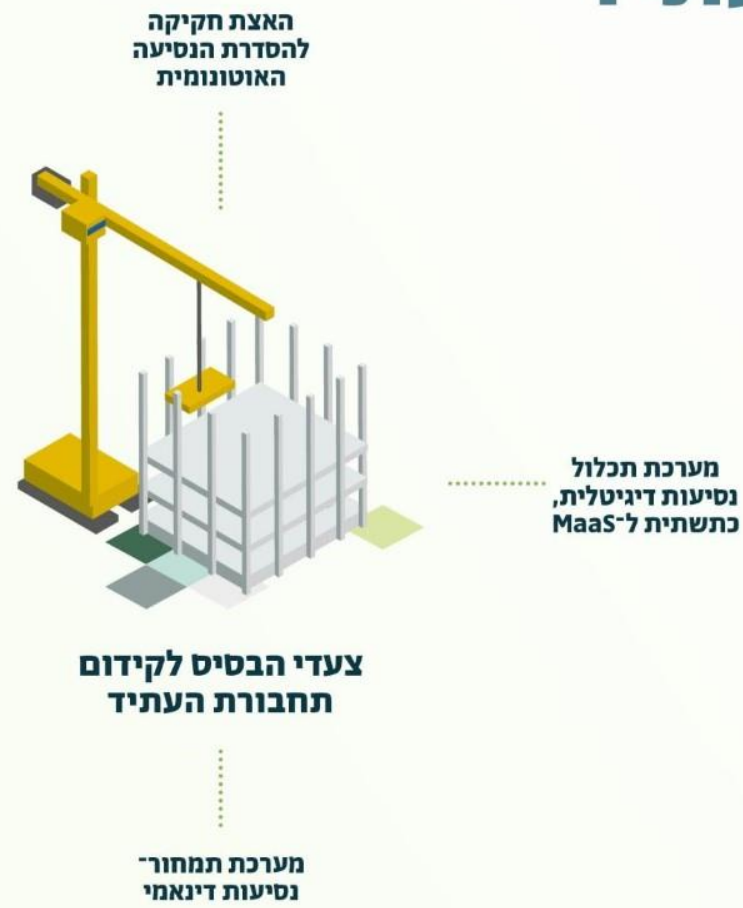 האצת חקיקה
להסדרת הנסיעה
האוטונומית
מערכת תכלול
נסיעות דיגיטלית,
כתשתית ל־MaaS
צעדי הבסיס לקידום
תחבורת העתיד
מערכת תמחור־
נסיעות דינאמי